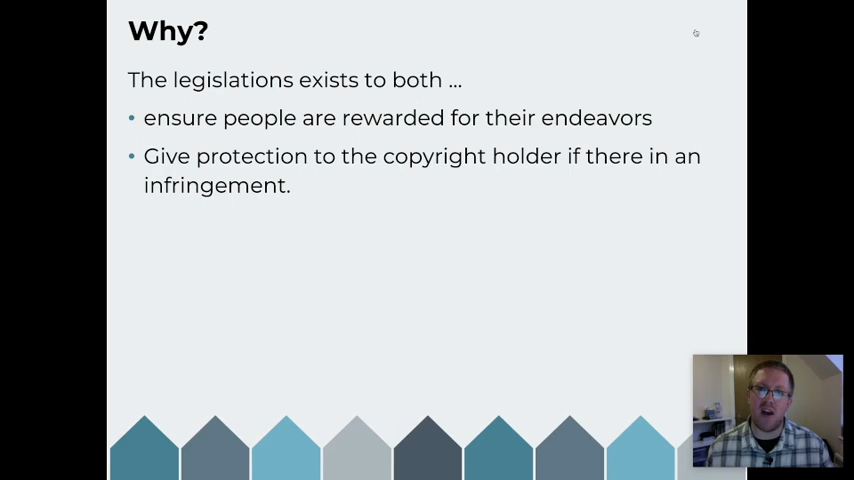 Why?
The legislations exists to both ...
• ensure people are rewarded for their endeavors
• Give protection to the copyright holder if there in an
infringement.